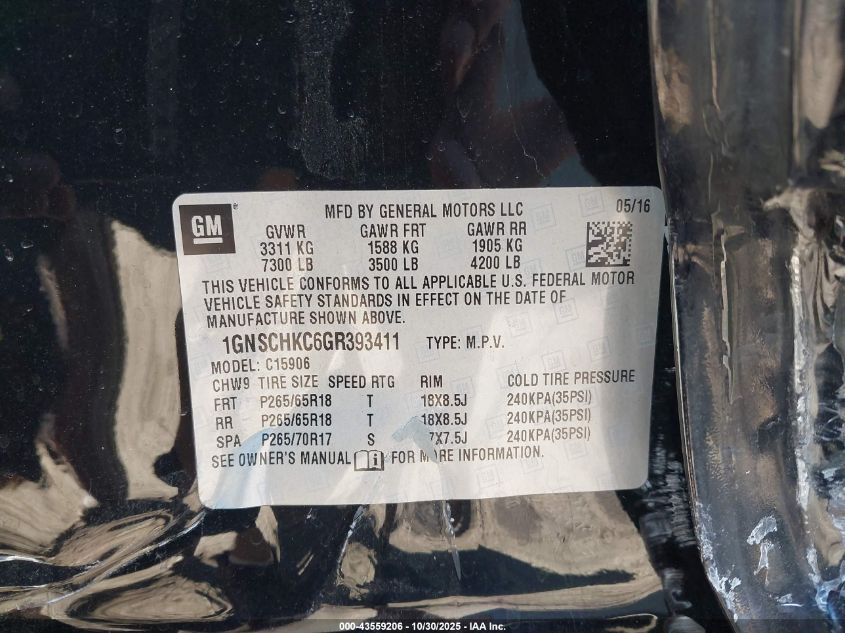 GM
MFD BY GENERAL MOTORS LLC 05/16
GVWR GAWR FRT GAWR RR
3311 KG 1588 KG 1905 KG
7300 LB 3500 LB 4200 LB
THIS VEHICLE CONFORMS TO ALL APPLICABLE U.S. FEDERAL MOTOR
VEHICLE SAFETY STANDARDS IN EFFECT ON THE DATE OF
MANUFACTURE SHOWN ABOVE.
1GNSCHKC6GR393411 TYPE: M.P.V.
MODEL: C15906
CHW9 TIRE SIZE SPEED RTG RIM COLD TIRE PRESSURE
FRT P265/65R18 T 18X8.5J 240KPA(35PSI)
RR P265/65R18 T 18X8.5J 240KPA(35PSI)
SPA P265/70R17 S 7X7.5J 240KPA(35PSI)
SEE OWNER'S MANUAL FOR MORE INFORMATION.
000-43559206 - 10/30/2025 - IAA Inc.